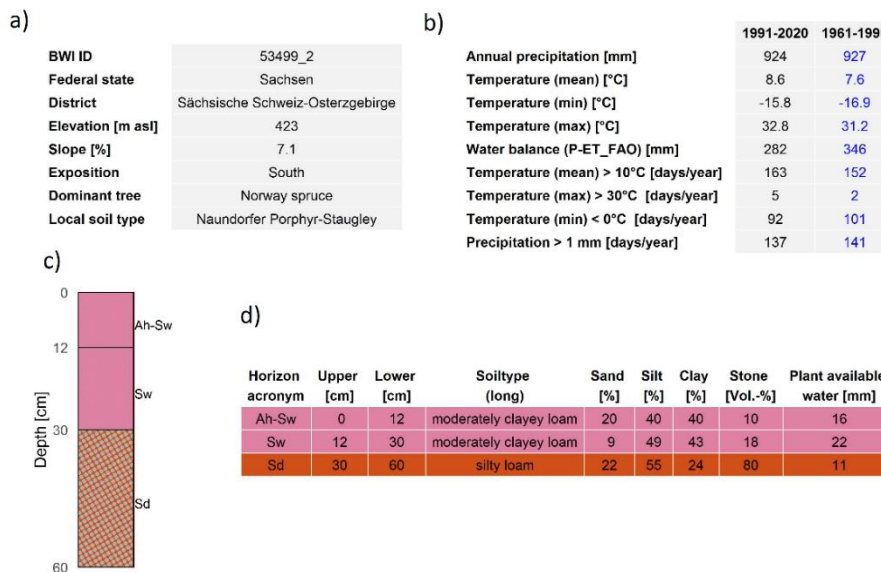 a)
BWI ID 53499_2
Federal state Sachsen
District Sächsische Schweiz-Osterzgebirge
Elevation [m asl] 423
Slope [%] 7.1
Exposition South
Dominant tree Norway spruce
Local soil type Naundorfer Porphyr-Staugley
b)
1991-2020 1961-199
Annual precipitation [mm] 924 927
Temperature (mean) [°C] 8.6 7.6
Temperature (min) [°C] -15.8 -16.9
Temperature (max) [°C] 32.8 31.2
Water balance (P-ET_FAO) [mm] 282 346
Temperature (mean) > 10°C [days/year] 163 152
Temperature (max) > 30°C [days/year] 5 2
Temperature (min) < 0°C [days/year] 92 101
Precipitation > 1 mm [days/year] 137 141
c)
0
Ah-Sw
12
Sw
30
Depth [cm]
Sd
60
d)
Horizon Upper Lower Soiltype Sand Silt Clay Stone Plant available
acronym [cm] [cm] (long) [%] [%] [%] [Vol.-%] water [mm]
Ah-Sw 0 12 moderately clayey loam 20 40 40 10 16
Sw 12 30 moderately clayey loam 9 49 43 18 22
Sd 30 60 silty loam 22 55 24 80 11